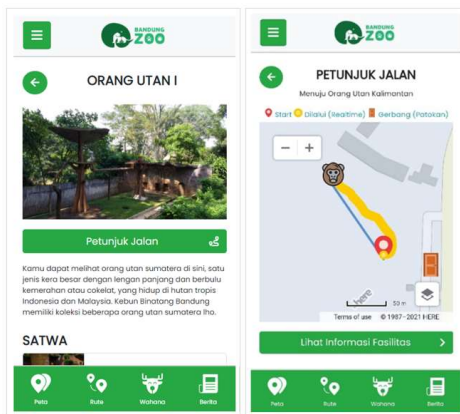 BANDUNG
ZOO
ORANG UTAN I
Petunjuk Jalan
Kamu dapat melihat orang utan sumatera di sini, satu
jenis kera besar dengan lengan panjang dan berbulu
kemerahan atau cokelat, yang hidup di hutan tropis
Indonesia dan Malaysia. Kebun Binatang Bandung
memiliki koleksi beberapa orang utan sumatera lho.
SATWA
Peta Rute Wahana Berita
BANDUNG
ZOO
PETUNJUK JALAN
Menuju Orang Utan Kalimantan
Start Dilalui (Realtime) Gerbang (Patokan)
− +
here 50 m
Terms of use © 1987-2021 HERE
Lihat Informasi Fasilitas >
Peta Rute Wahana Berita